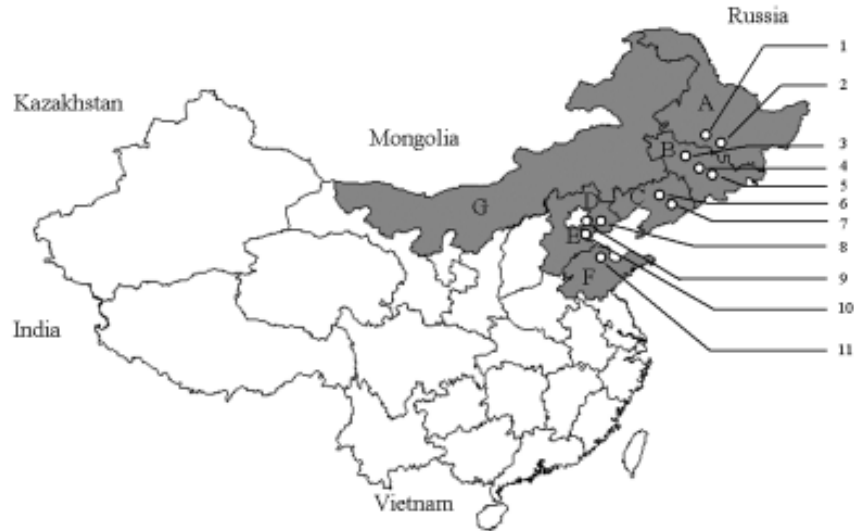 Russia
1
Kazakhstan
2
A
Mongolia
3
B
4
5
C
6
G
D
7
E
8
F
9
10
India
11
Vietnam